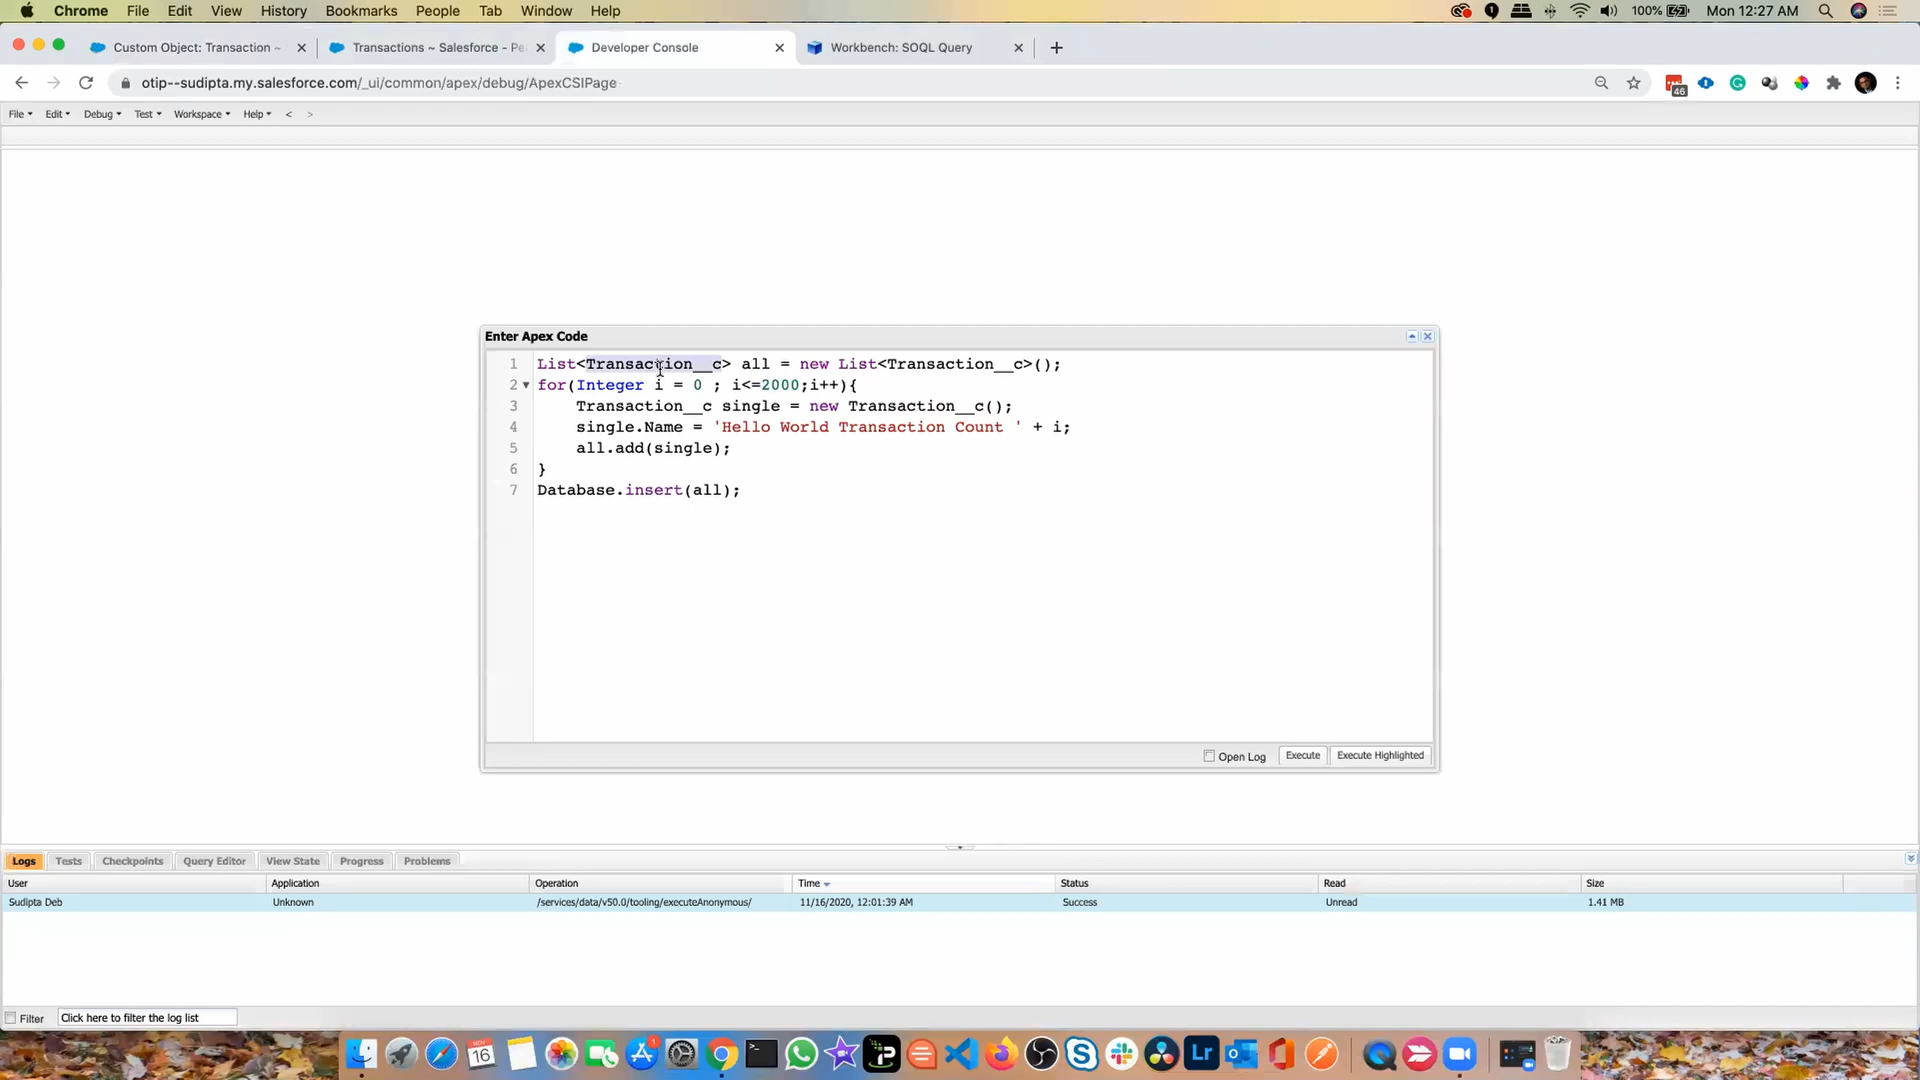 Chrome File Edit View History Bookmarks People Tab Window Help 100% Mon 12:27 AM
Custom Object: Transaction ~ Transactions ~ Salesforce - Pe Developer Console Workbench: SOQL Query
otip--sudipta.my.salesforce.com/_ui/common/apex/debug/ApexCSIPage 46
File Edit Debug Test Workspace Help < >
Enter Apex Code
1 List<Transaction__c> all = new List<Transaction__c>();
2 for(Integer i = 0 ; i<=2000;i++){
3 Transaction__c single = new Transaction__c();
4 single.Name = 'Hello World Transaction Count ' + i;
5 all.add(single);
6 }
7 Database.insert(all);
Open Log Execute Execute Highlighted
Logs Tests Checkpoints Query Editor View State Progress Problems
User Application Operation Time Status Read Size
Sudipta Deb Unknown /services/data/v50.0/tooling/executeAnonymous/ 11/16/2020, 12:01:39 AM Success Unread 1.41 MB
Filter Click here to filter the log list
NOV 16 1 Lr